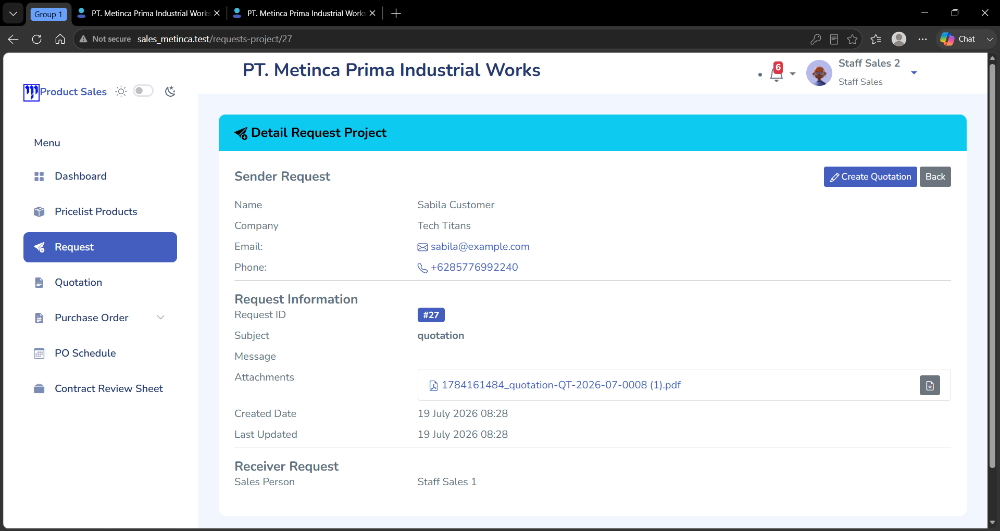 Group 1
PT. Metinca Prima Industrial Works
PT. Metinca Prima Industrial Works
Not secure sales_metinca.test/requests-project/27
Chat
Product Sales
PT. Metinca Prima Industrial Works
6
Staff Sales 2
Staff Sales
Menu
Dashboard
Pricelist Products
Request
Quotation
Purchase Order
PO Schedule
Contract Review Sheet
Detail Request Project
Sender Request
Create Quotation
Back
Name Sabila Customer
Company Tech Titans
Email: sabila@example.com
Phone: +6285776992240
Request Information
Request ID #27
Subject quotation
Message
Attachments 1784161484_quotation-QT-2026-07-0008 (1).pdf
Created Date 19 July 2026 08:28
Last Updated 19 July 2026 08:28
Receiver Request
Sales Person Staff Sales 1